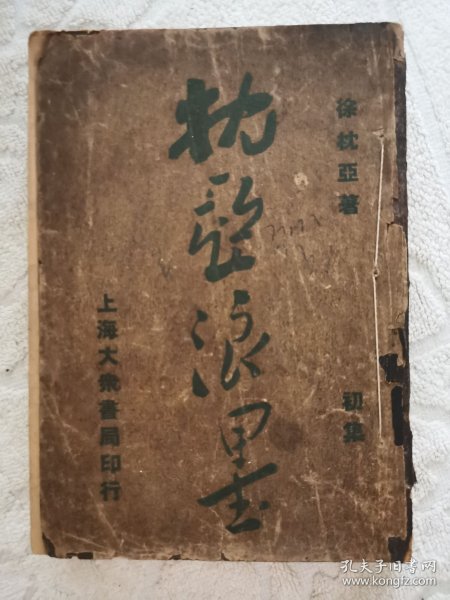 徐枕亞著
初集
枕亞浪墨
上海大衆書局印行
孔夫子旧书网
www.kongfz.com